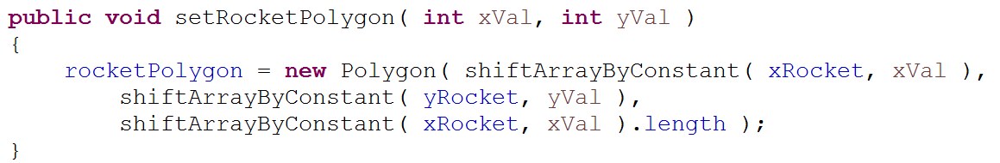 public void setRocketPolygon( int xVal, int yVal )
{
    rocketPolygon = new Polygon( shiftArrayByConstant( xRocket, xVal ),
        shiftArrayByConstant( yRocket, yVal ),
        shiftArrayByConstant( xRocket, xVal ).length );
}